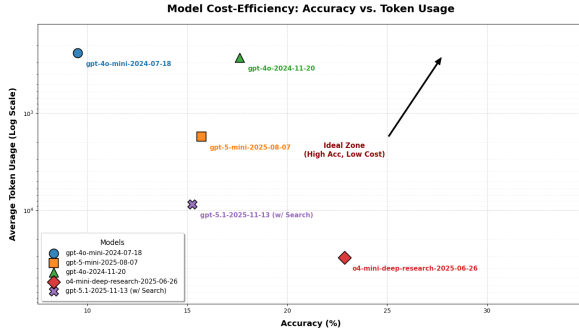 Model Cost-Efficiency: Accuracy vs. Token Usage
gpt-4o-mini-2024-07-18
gpt-4o-2024-11-20
10³
gpt-5-mini-2025-08-07
Ideal Zone
(High Acc, Low Cost)
Average Token Usage (Log Scale)
10⁴
gpt-5.1-2025-11-13 (w/ Search)
o4-mini-deep-research-2025-06-26
Models
gpt-4o-mini-2024-07-18
gpt-5-mini-2025-08-07
gpt-4o-2024-11-20
o4-mini-deep-research-2025-06-26
gpt-5.1-2025-11-13 (w/ Search)
10 15 20 25 30
Accuracy (%)